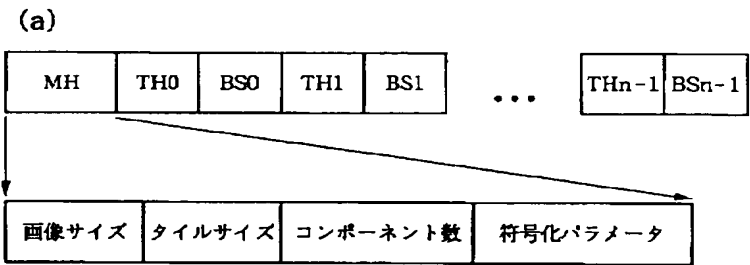 (a)
MH TH0 BS0 TH1 BS1 ... THn-1 BSn-1
画像サイズ タイルサイズ コンポーネント数 符号化パラメータ